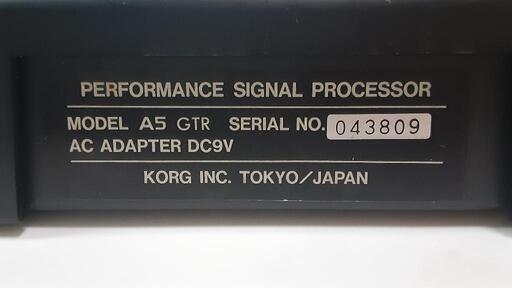 PERFORMANCE SIGNAL PROCESSOR
MODEL A5 GTR SERIAL NO. 043809
AC ADAPTER DC9V
KORG INC. TOKYO/JAPAN